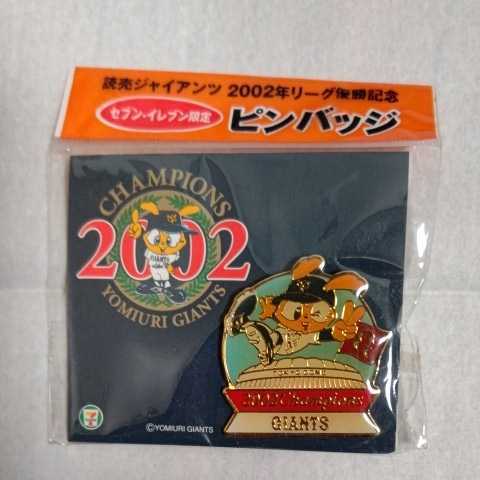 読売ジャイアンツ 2002年リーグ優勝記念
セブン-イレブン限定 ピンバッジ
CHAMPIONS
2002
GIANTS
YOMIURI GIANTS
TOKYO DOME
2002 Champions
GIANTS
©YOMIURI GIANTS